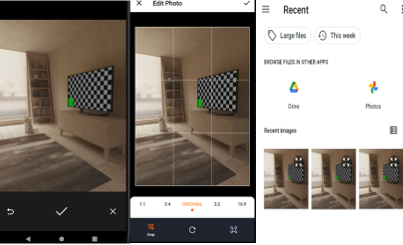 Edit Photo
1:1
3:4
ORIGINAL
3:2
16:9
Crop
Recent
Large files
This week
BROWSE FILES IN OTHER APPS
Drive
Photos
Recent images